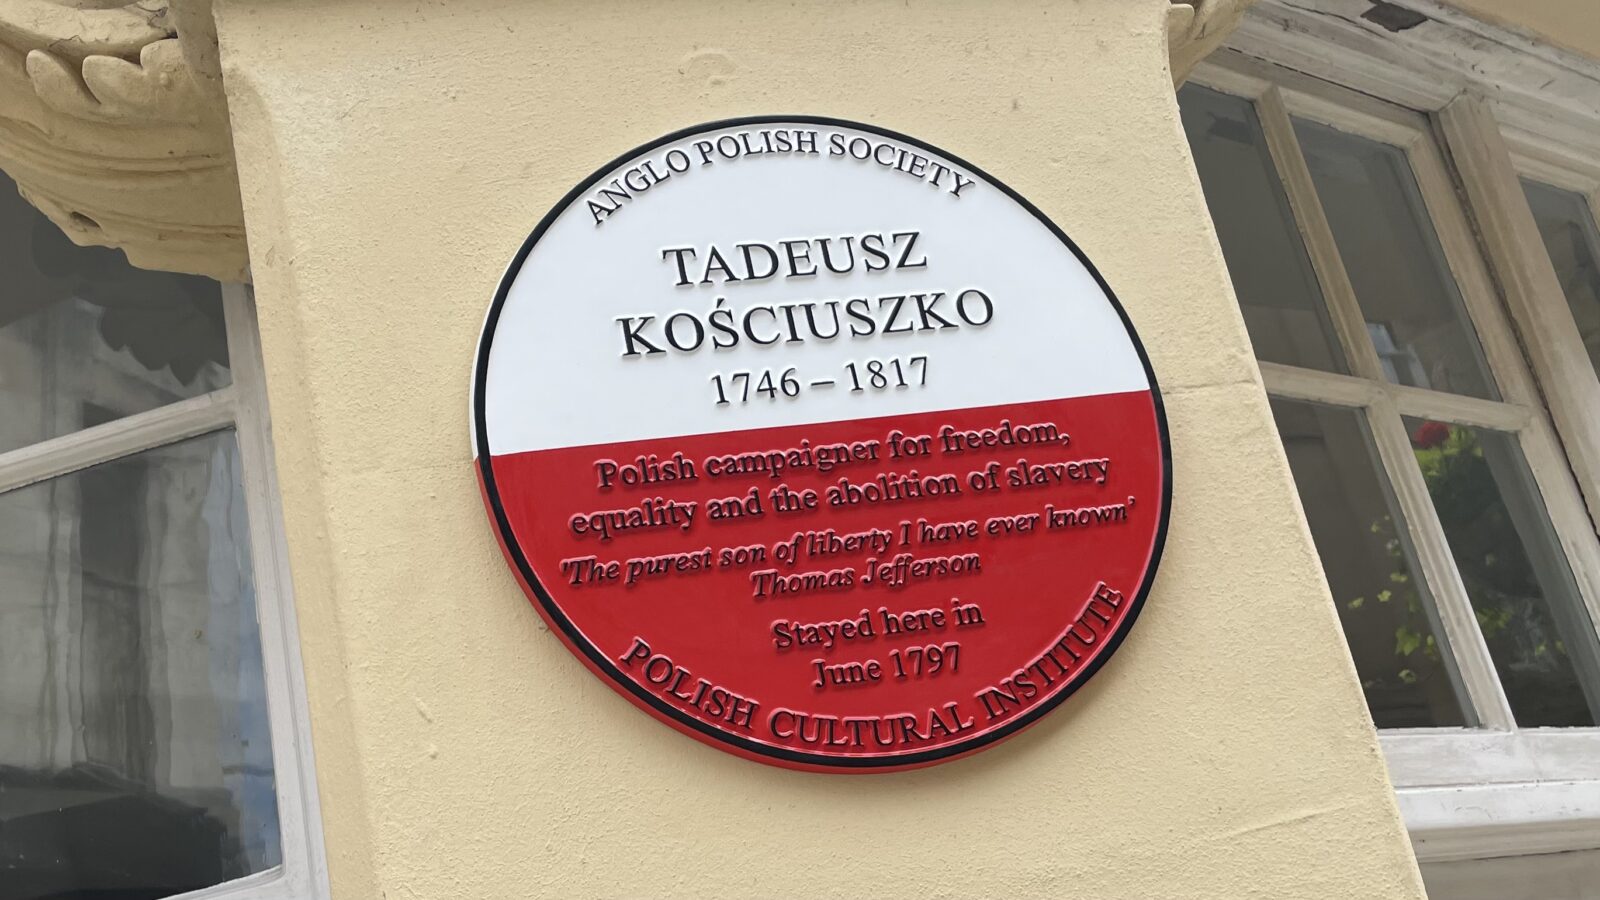 ANGLO POLISH SOCIETY
TADEUSZ
KOŚCIUSZKO
1746 – 1817
Polish campaigner for freedom,
equality and the abolition of slavery
'The purest son of liberty I have ever known'
Thomas Jefferson
Stayed here in
June 1797
POLISH CULTURAL INSTITUTE